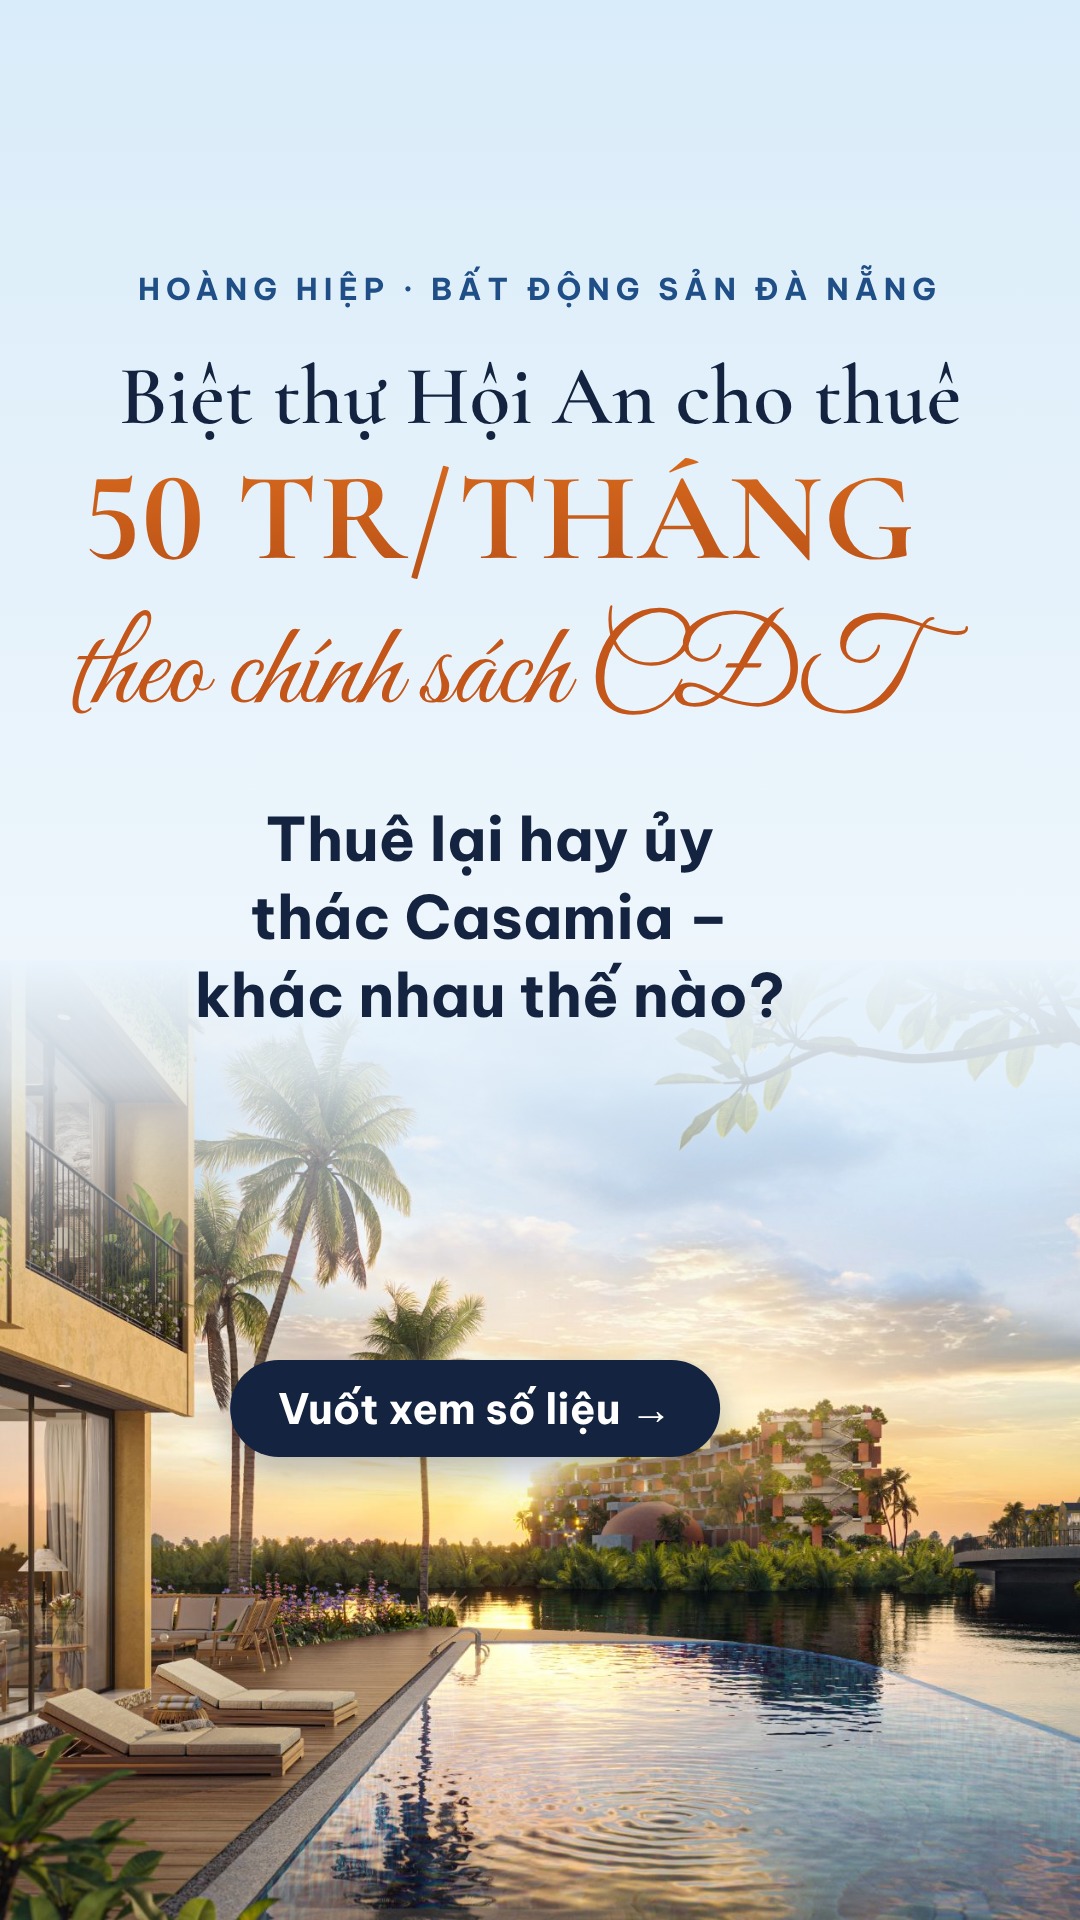 HOÀNG HIỆP · BẤT ĐỘNG SẢN ĐÀ NẴNG
Biệt thự Hội An cho thuê
50 TR/THÁNG
theo chính sách CĐT
Thuê lại hay ủy
thác Casamia –
khác nhau thế nào?
Vuốt xem số liệu →